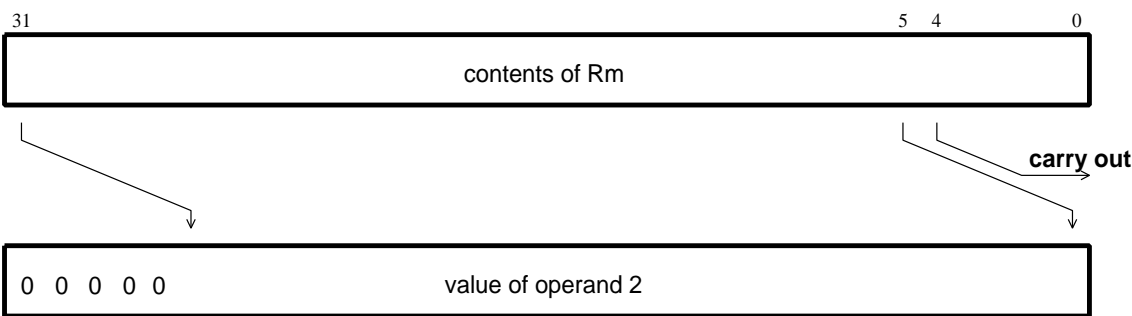 31 5 4 0
contents of Rm
carry out
0 0 0 0 0 value of operand 2